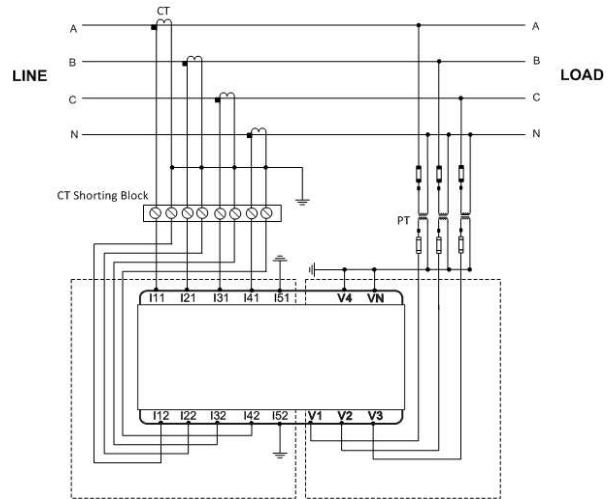 CT
A A
B B
LINE LOAD
C C
N N
CT Shorting Block
PT
I11 I21 I31 I41 I51 V4 VN
I12 I22 I32 I42 I52 V1 V2 V3